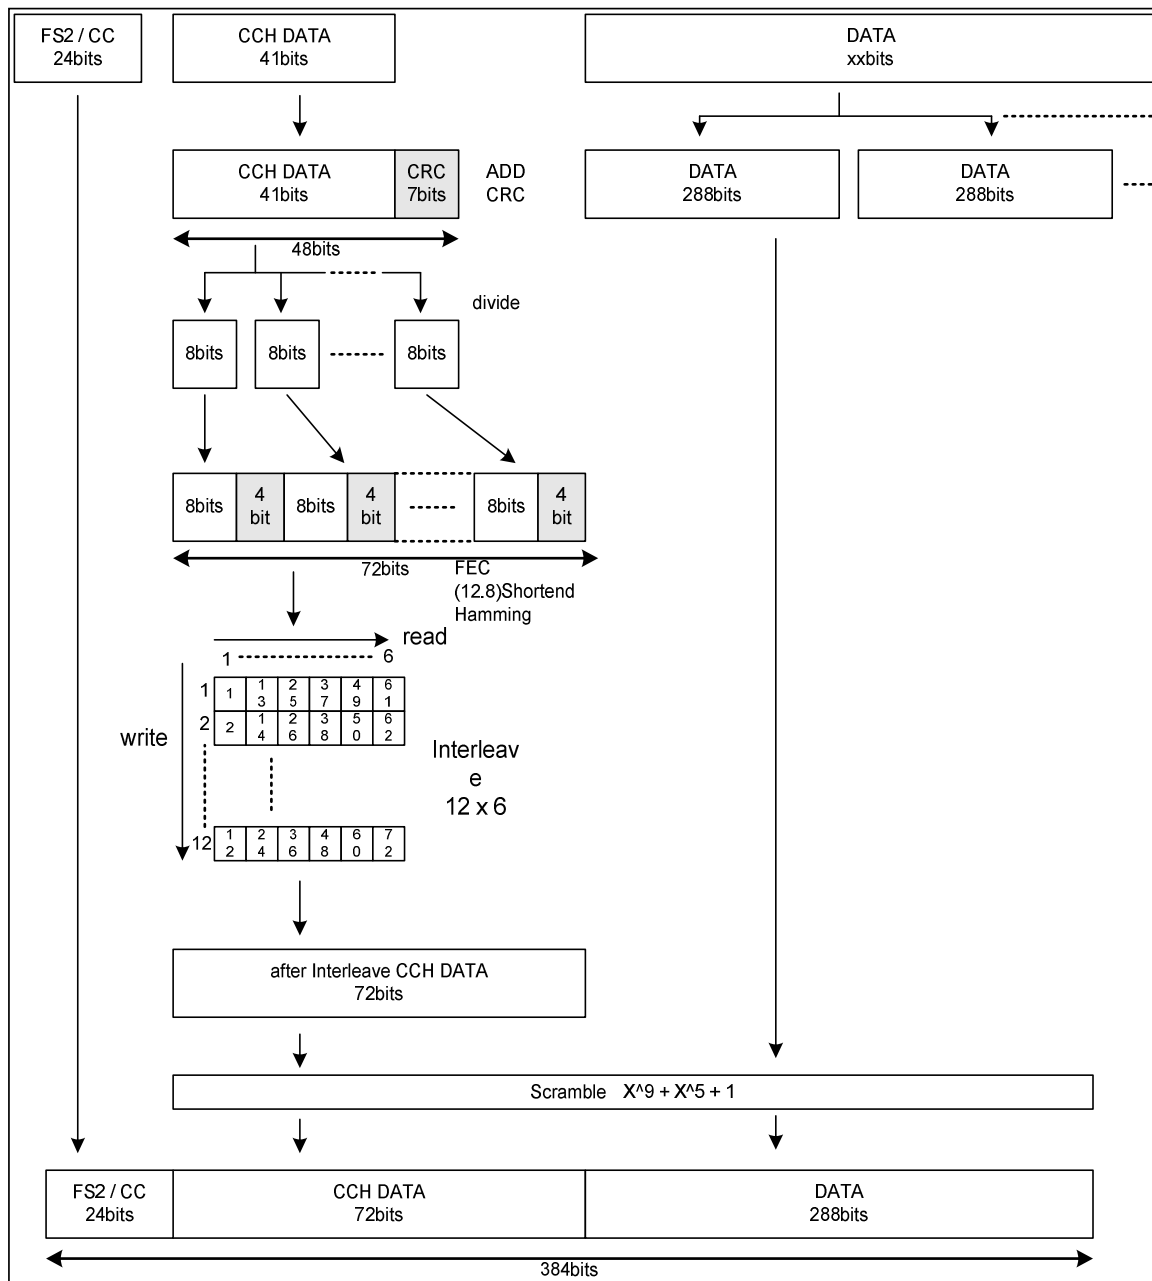 FS2 / CC
24bits
CCH DATA
41bits
DATA
xxbits
CCH DATA
41bits
CRC
7bits
ADD
CRC
DATA
288bits
DATA
288bits
48bits
divide
8bits
8bits
8bits
8bits
4
bit
8bits
4
bit
8bits
4
bit
72bits
FEC
(12.8)Shortend
Hamming
read
1
6
1
1
1
3
2
5
3
7
4
9
6
1
2
2
1
4
2
6
3
8
5
0
6
2
write
Interleav
e
12 x 6
12
1
2
2
4
3
6
4
8
6
0
7
2
after Interleave CCH DATA
72bits
Scramble X^9 + X^5 + 1
FS2 / CC
24bits
CCH DATA
72bits
DATA
288bits
384bits